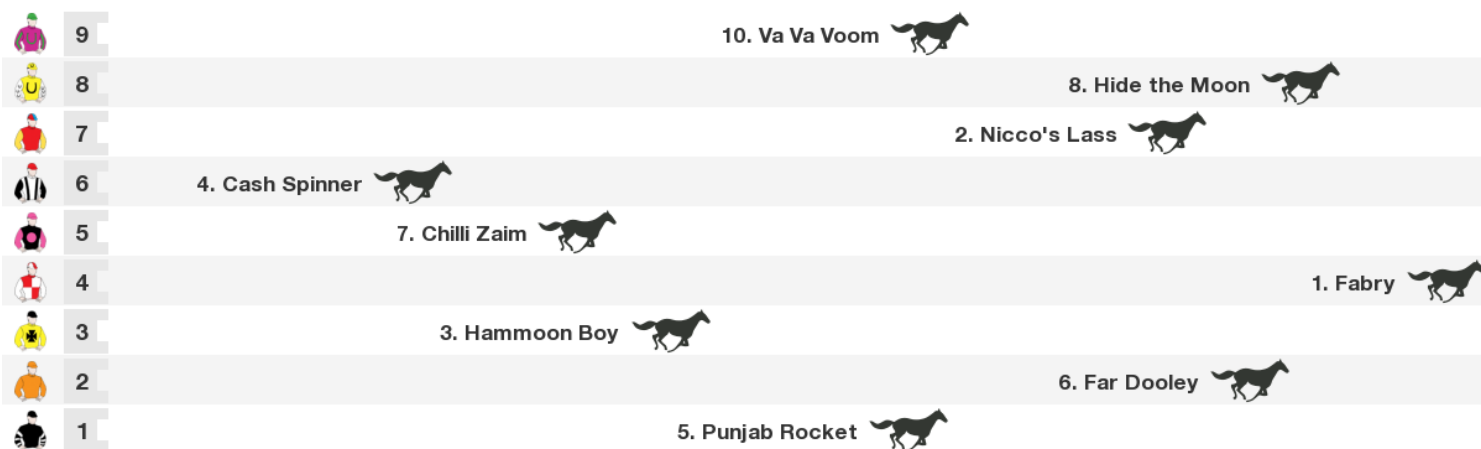 9 10. Va Va Voom
8 8. Hide the Moon
7 2. Nicco's Lass
6 4. Cash Spinner
5 7. Chilli Zaim
4 1. Fabry
3 3. Hammoon Boy
2 6. Far Dooley
1 5. Punjab Rocket